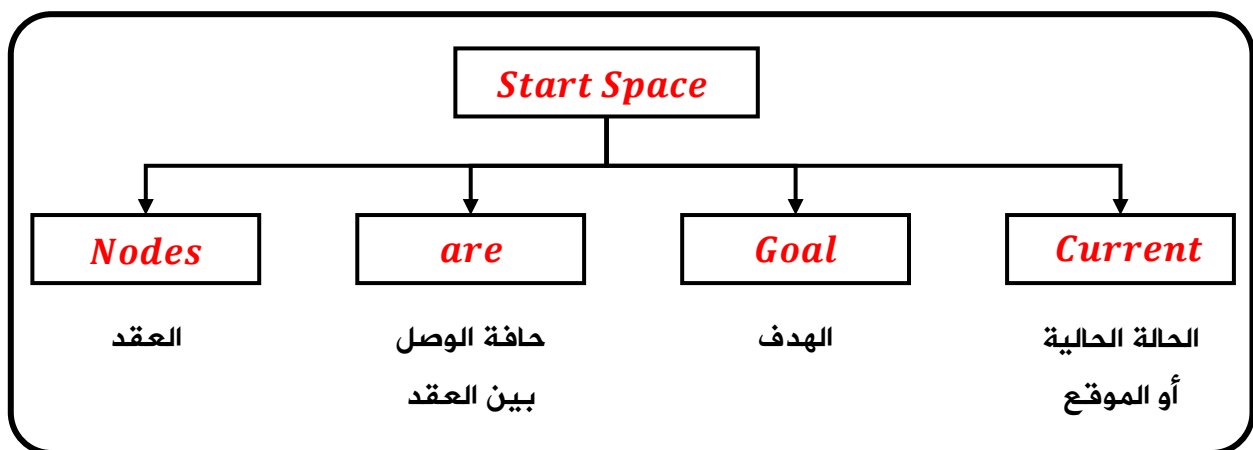 Start Space
Nodes
are
Goal
Current
العقد
حافة الوصل
بين العقد
الهدف
الحالة الحالية
أو الموقع